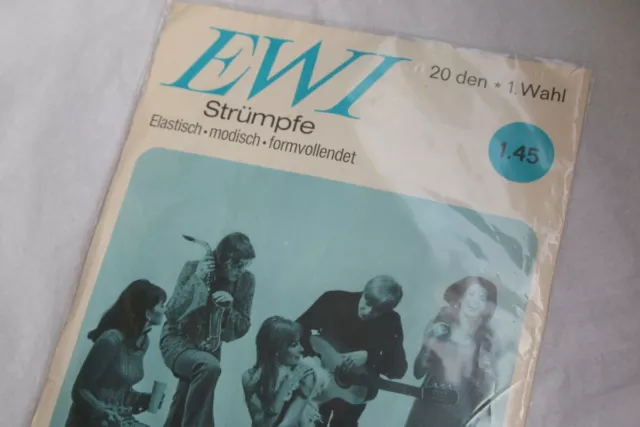 EWI
20 den * 1. Wahl
Strümpfe
Elastisch · modisch · formvollendet
1.45